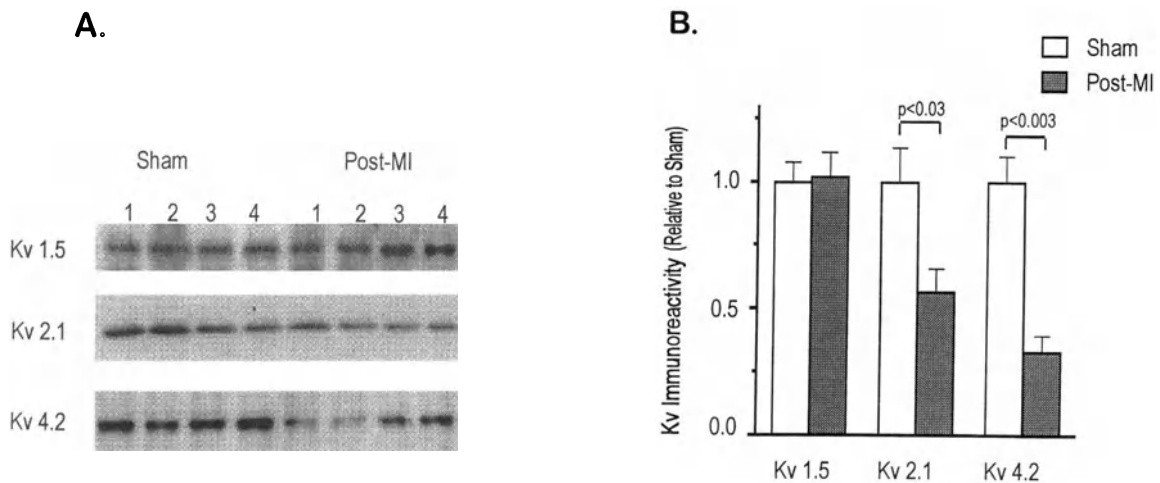 A.
Sham Post-MI
1 2 3 4 1 2 3 4
Kv 1.5
Kv 2.1
Kv 4.2
B.
Sham
Post-MI
Kv Immunoreactivity (Relative to Sham)
p<0.03
p<0.003
1.0
0.5
0.0
Kv 1.5 Kv 2.1 Kv 4.2